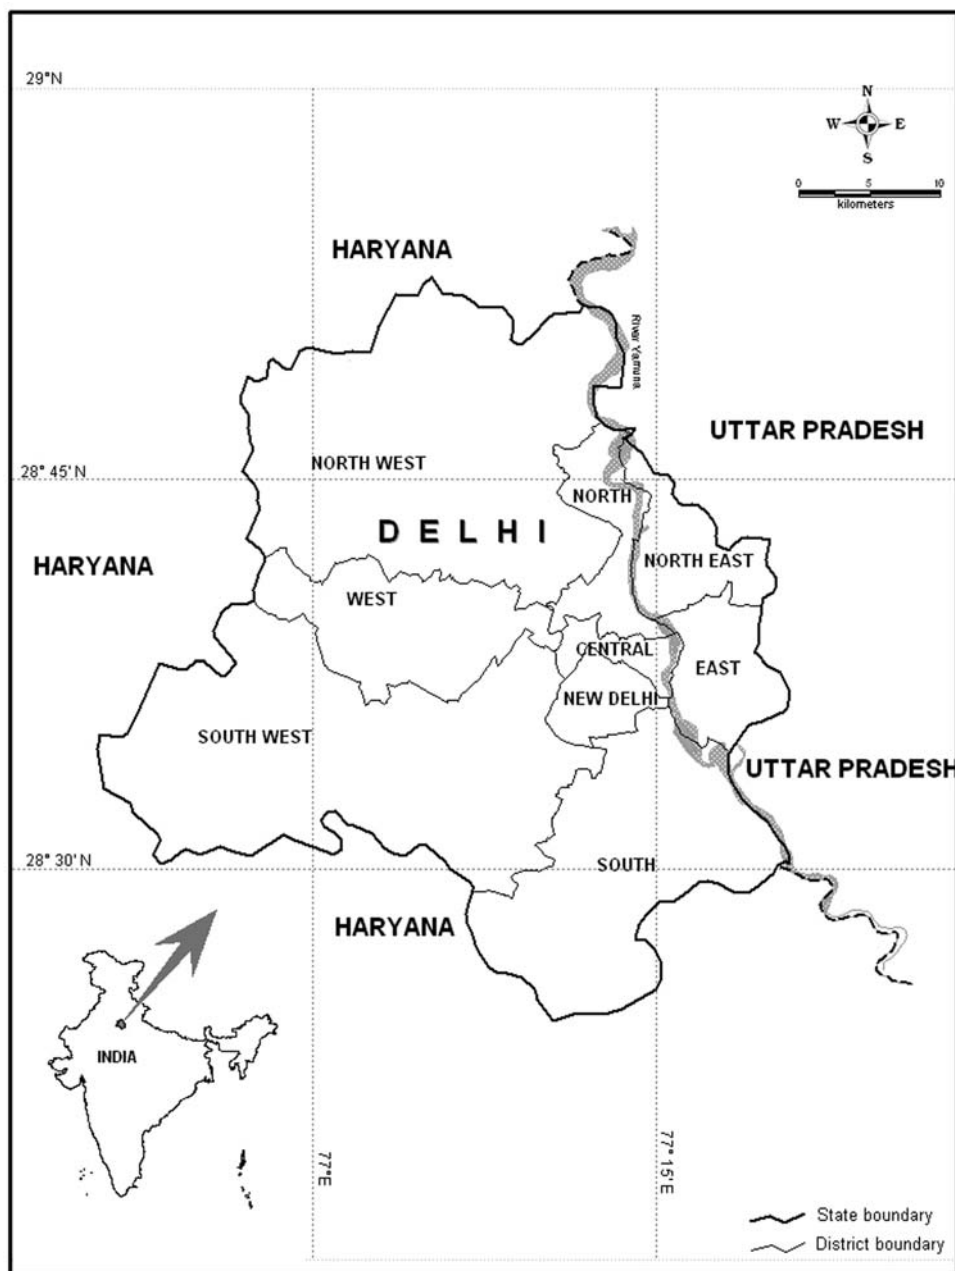 29°N
N
W E
S
0 5 10
kilometers
HARYANA
River Yamuna
UTTAR PRADESH
NORTH WEST
28° 45' N
NORTH
DELHI
HARYANA
NORTH EAST
WEST
CENTRAL
EAST
NEW DELHI
SOUTH WEST
UTTAR PRADESH
28° 30' N
SOUTH
HARYANA
INDIA
77°E
77° 15'E
State boundary
District boundary